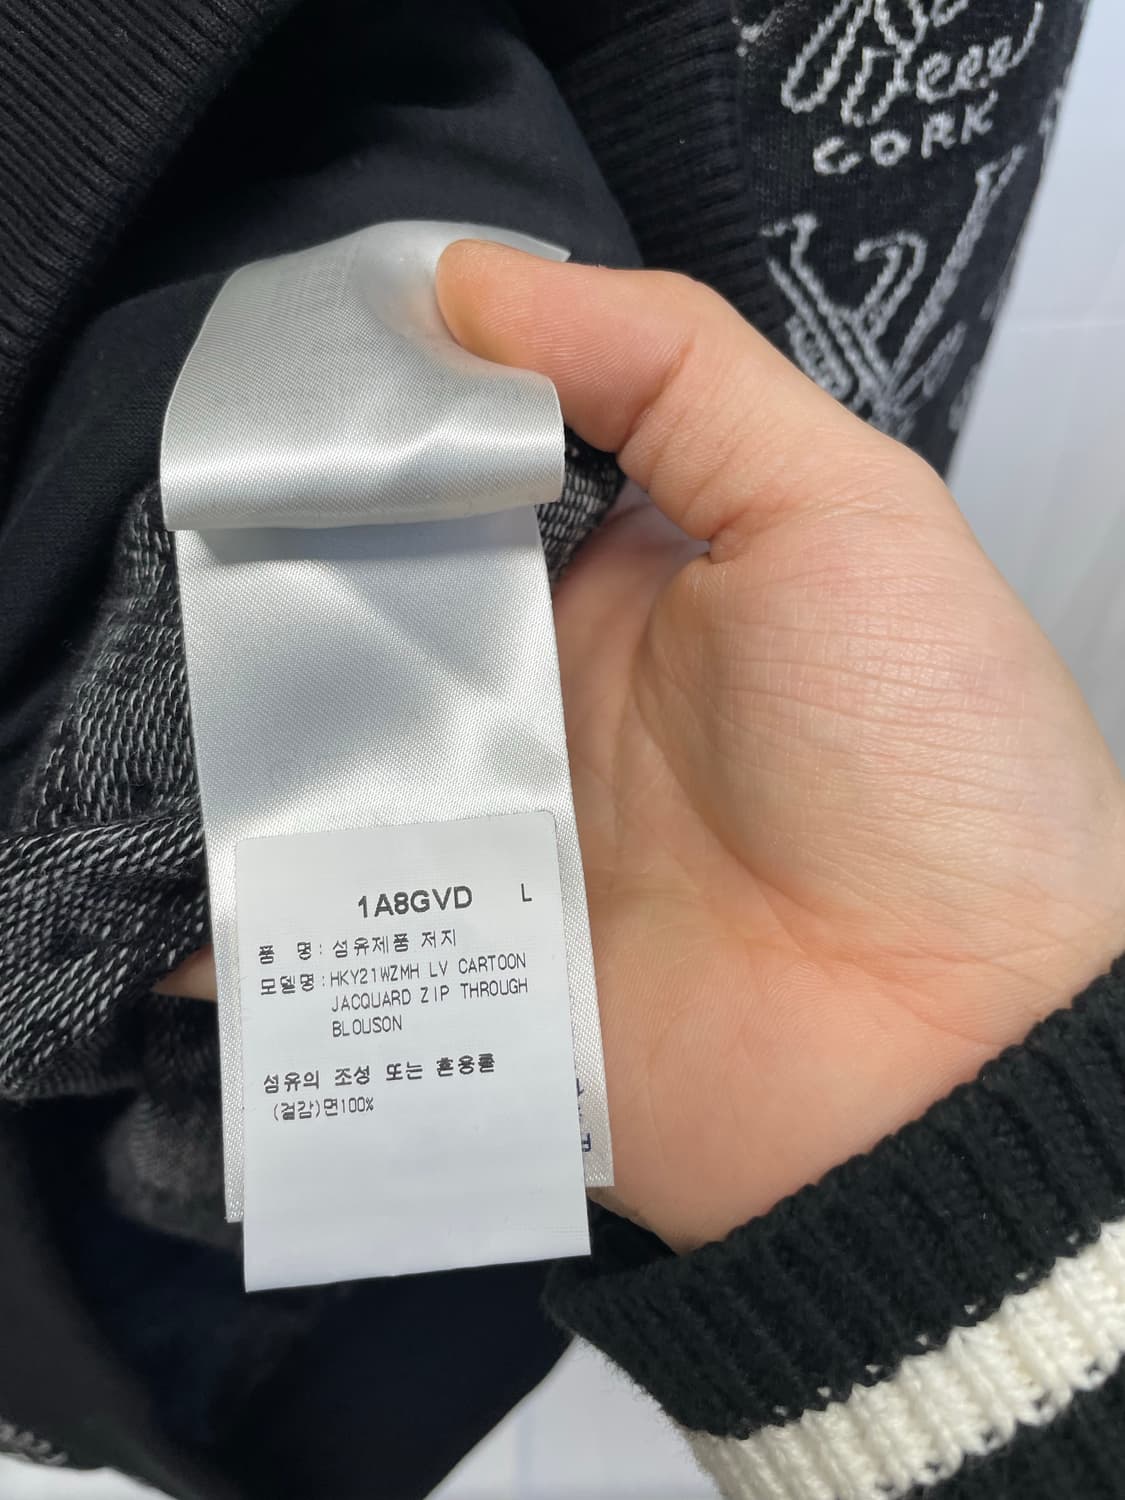 eee
CORK
1A8GVD L
품 명: 섬유제품 저지
모델명:HKY21WZMH LV CARTOON
JACQUARD ZIP THROUGH
BLOUSON
섬유의 조성 또는 혼용률
(겉감)면100%